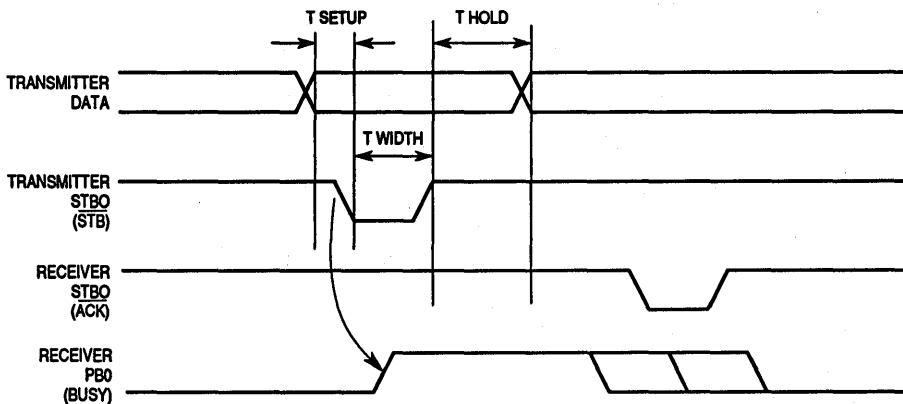 T SETUP
T HOLD
TRANSMITTER
DATA
T WIDTH
TRANSMITTER
STBO
(STB)
RECEIVER
STBO
(ACK)
RECEIVER
PB0
(BUSY)